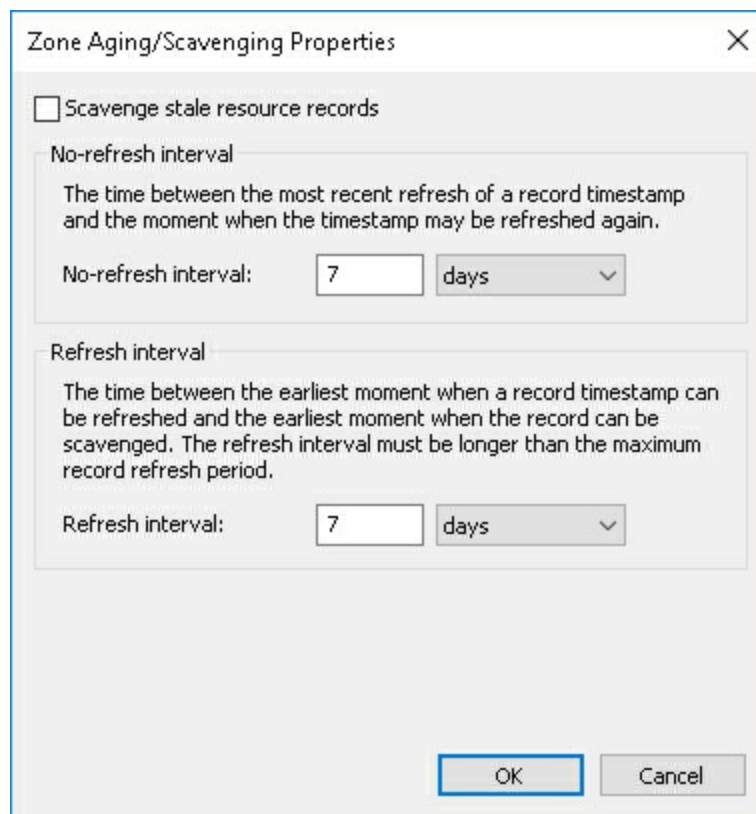 Zone Aging/Scavenging Properties
Scavenge stale resource records
No-refresh interval
The time between the most recent refresh of a record timestamp
and the moment when the timestamp may be refreshed again.
No-refresh interval: 7 days
Refresh interval
The time between the earliest moment when a record timestamp can
be refreshed and the earliest moment when the record can be
scavenged. The refresh interval must be longer than the maximum
record refresh period.
Refresh interval: 7 days
OK Cancel